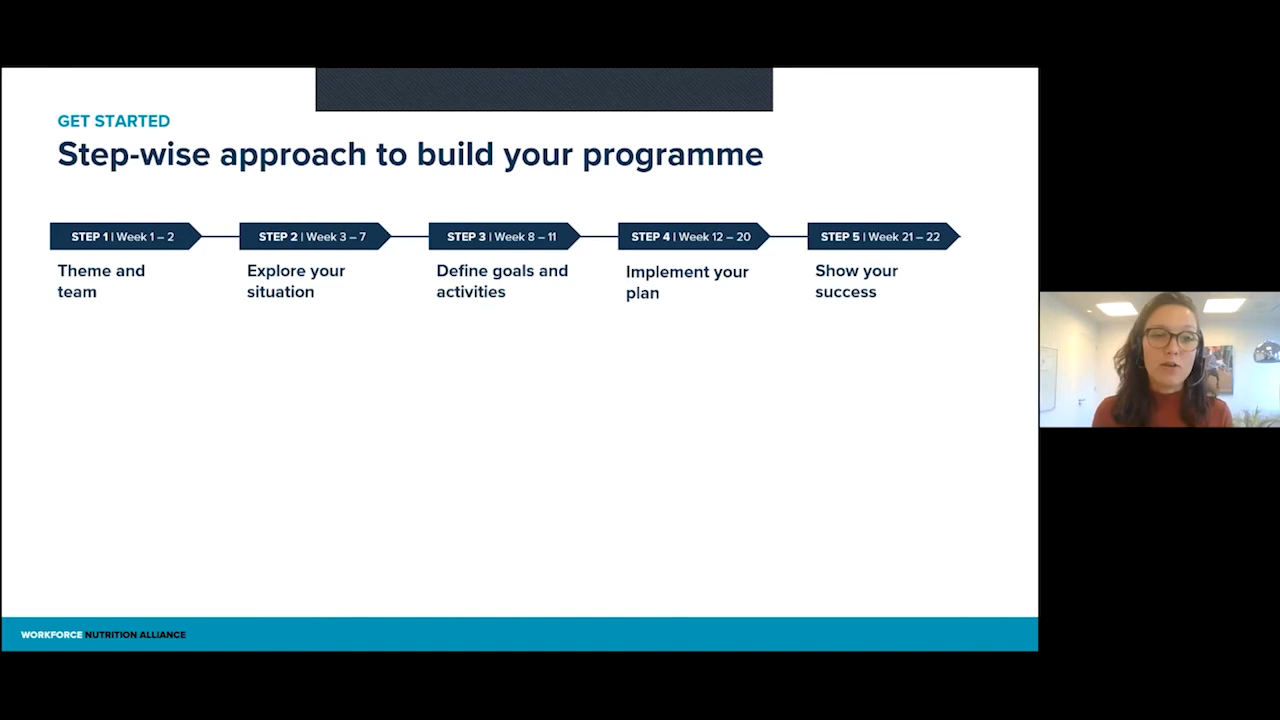 GET STARTED
Step-wise approach to build your programme
STEP 1 | Week 1 – 2
STEP 2 | Week 3 – 7
STEP 3 | Week 8 – 11
STEP 4 | Week 12 – 20
STEP 5 | Week 21 – 22
Theme and
team
Explore your
situation
Define goals and
activities
Implement your
plan
Show your
success
WORKFORCE NUTRITION ALLIANCE